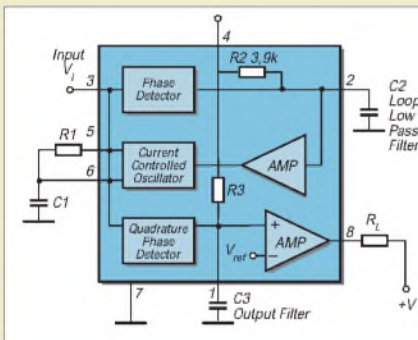 4
Input
Vi
3
Phase
Detector
R2 3,9k
2
C2
Loop
Low
Pass
Filter
R1
5
6
Current
Controlled
Oscillator
AMP
C1
R3
Quadrature
Phase
Detector
Vref
+
−
AMP
8
RL
7
1
C3
Output Filter
+V